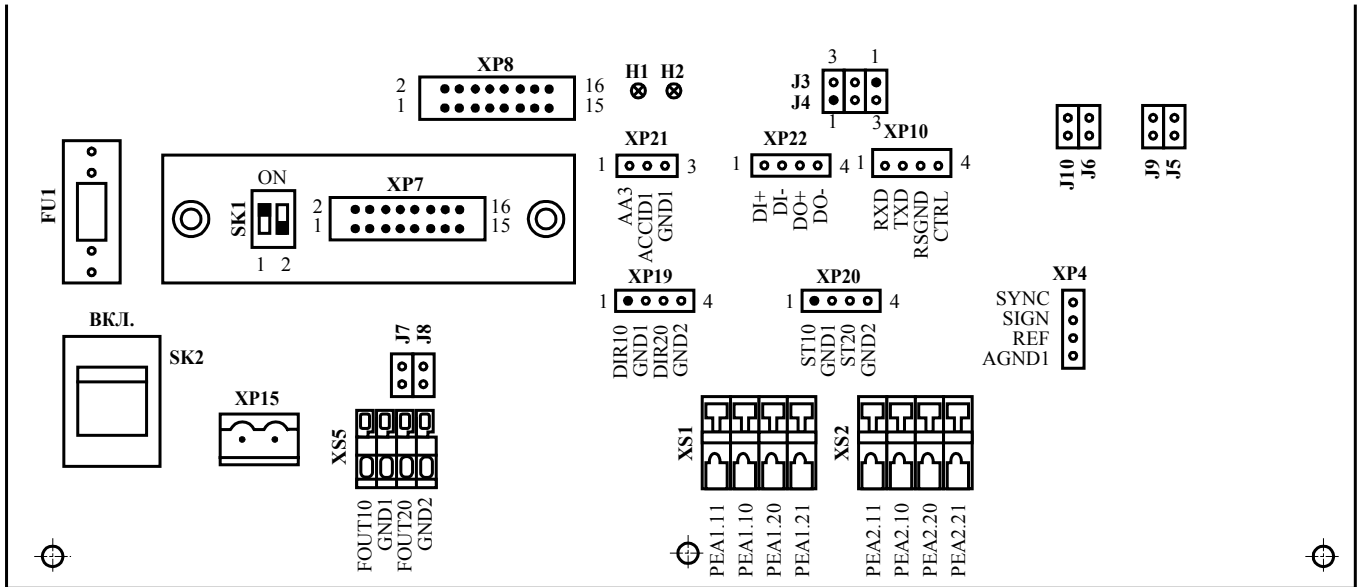 XP8
2 16
1 15
H1 H2
3 1
J3
J4
1 3
XP21
1 3
AA3
ACCID1
GND1
XP22
1 4
DI+
DI-
DO+
DO-
XP10
1 4
RXD
TXD
RSGND
CTRL
J10
J6
J9
J5
FU1
ON
SK1
1 2
XP7
2 16
1 15
XP19
1 4
DIR10
GND1
DIR20
GND2
XP20
1 4
ST10
GND1
ST20
GND2
XP4
SYNC
SIGN
REF
AGND1
ВКЛ.
SK2
XP15
J7
J8
XS5
FOUT10
GND1
FOUT20
GND2
XS1
PEA1.11
PEA1.10
PEA1.20
PEA1.21
XS2
PEA2.11
PEA2.10
PEA2.20
PEA2.21